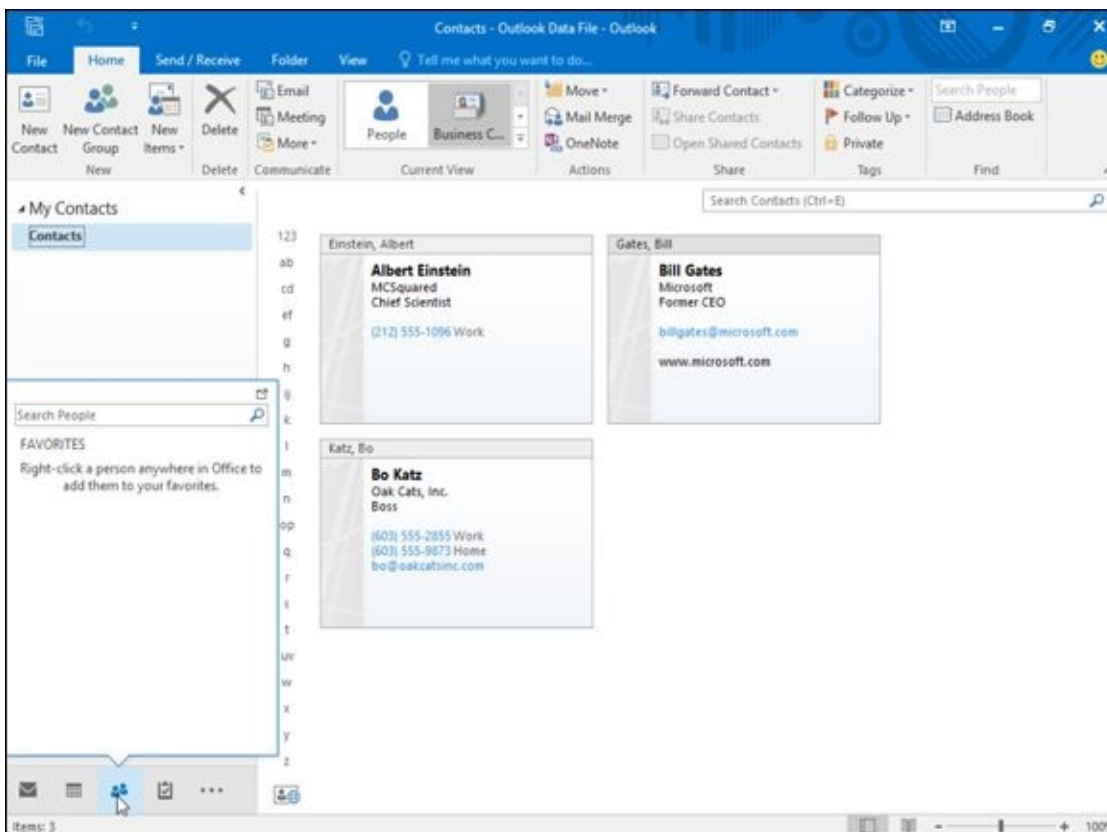 Contacts - Outlook Data File - Outlook
File Home Send / Receive Folder View Tell me what you want to do...
New Contact
New Contact Group
New Items
Delete
Email
Meeting
More
People
Business C...
Move
Mail Merge
OneNote
Forward Contact
Share Contacts
Open Shared Contacts
Categorize
Follow Up
Private
Search People
Address Book
New Delete Communicate Current View Actions Share Tags Find
My Contacts
Contacts
Search Contacts (Ctrl+E)
123
ab
cd
ef
g
h
ij
k
l
m
n
op
q
r
s
t
uv
w
x
y
z
Einstein, Albert
Albert Einstein
MCSquared
Chief Scientist
(212) 555-1096 Work
Gates, Bill
Bill Gates
Microsoft
Former CEO
billgates@microsoft.com
www.microsoft.com
Katz, Bo
Bo Katz
Oak Cats, Inc.
Boss
(603) 555-2855 Work
(603) 555-9873 Home
bo@oakcatsinc.com
Search People
FAVORITES
Right-click a person anywhere in Office to
add them to your favorites.
Items: 3
100%